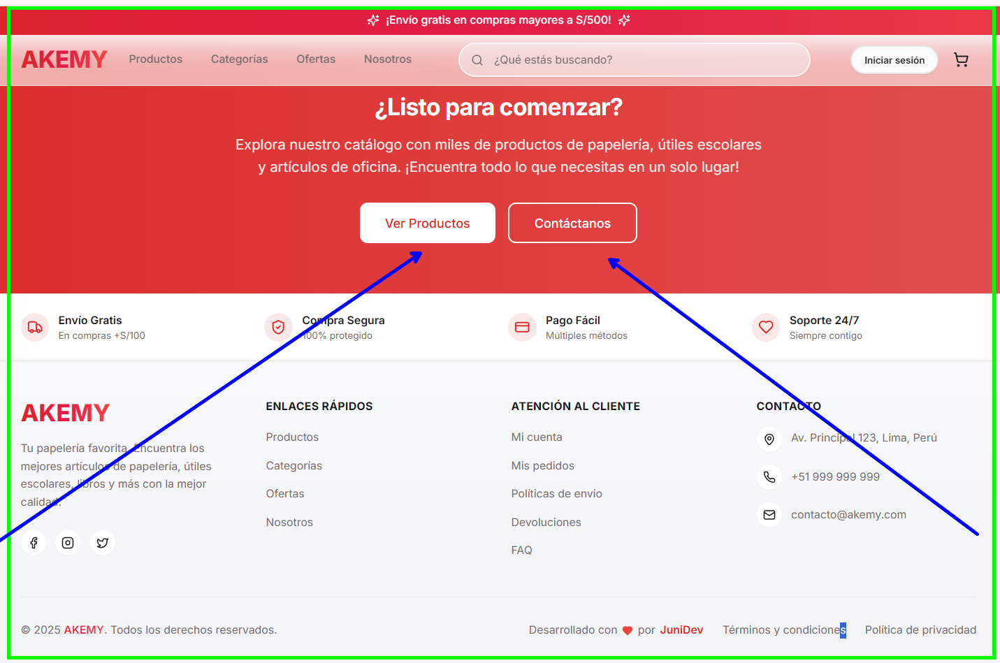 ¡Envío gratis en compras mayores a S/500!
AKEMY
Productos
Categorías
Ofertas
Nosotros
¿Qué estás buscando?
Iniciar sesión
¿Listo para comenzar?
Explora nuestro catálogo con miles de productos de papelería, útiles escolares
y artículos de oficina. ¡Encuentra todo lo que necesitas en un solo lugar!
Ver Productos
Contáctanos
Envío Gratis
En compras +S/100
Compra Segura
100% protegido
Pago Fácil
Múltiples métodos
Soporte 24/7
Siempre contigo
AKEMY
Tu papelería favorita. Encuentra los
mejores artículos de papelería, útiles
escolares, libros y más con la mejor
calidad.
ENLACES RÁPIDOS
Productos
Categorías
Ofertas
Nosotros
ATENCIÓN AL CLIENTE
Mi cuenta
Mis pedidos
Políticas de envío
Devoluciones
FAQ
CONTACTO
Av. Principal 123, Lima, Perú
+51 999 999 999
contacto@akemy.com
© 2025 AKEMY. Todos los derechos reservados.
Desarrollado con ❤ por JuniDev
Términos y condiciones
Política de privacidad